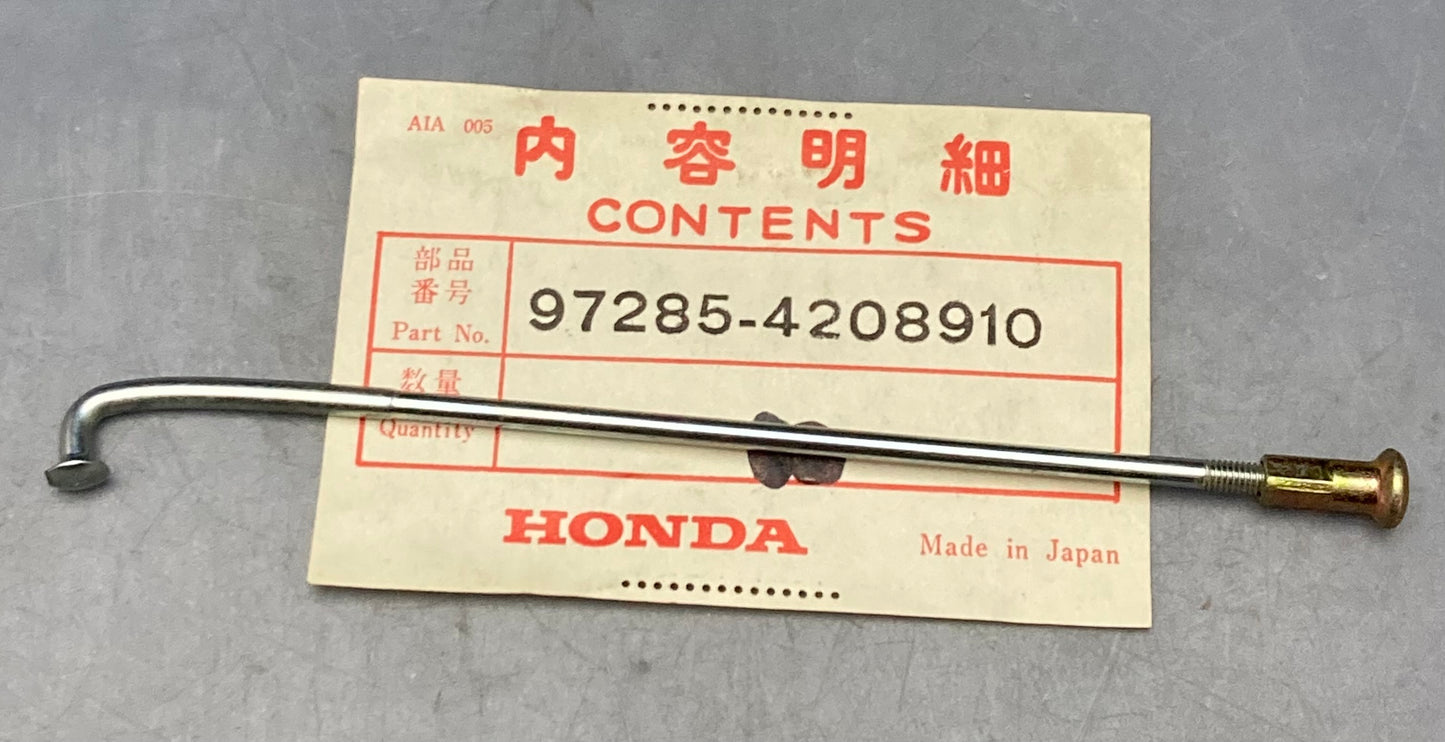 AIA 005
内容明細
CONTENTS
部品
番号
Part No.
97285-4208910
数量
Quantity
HONDA
Made in Japan